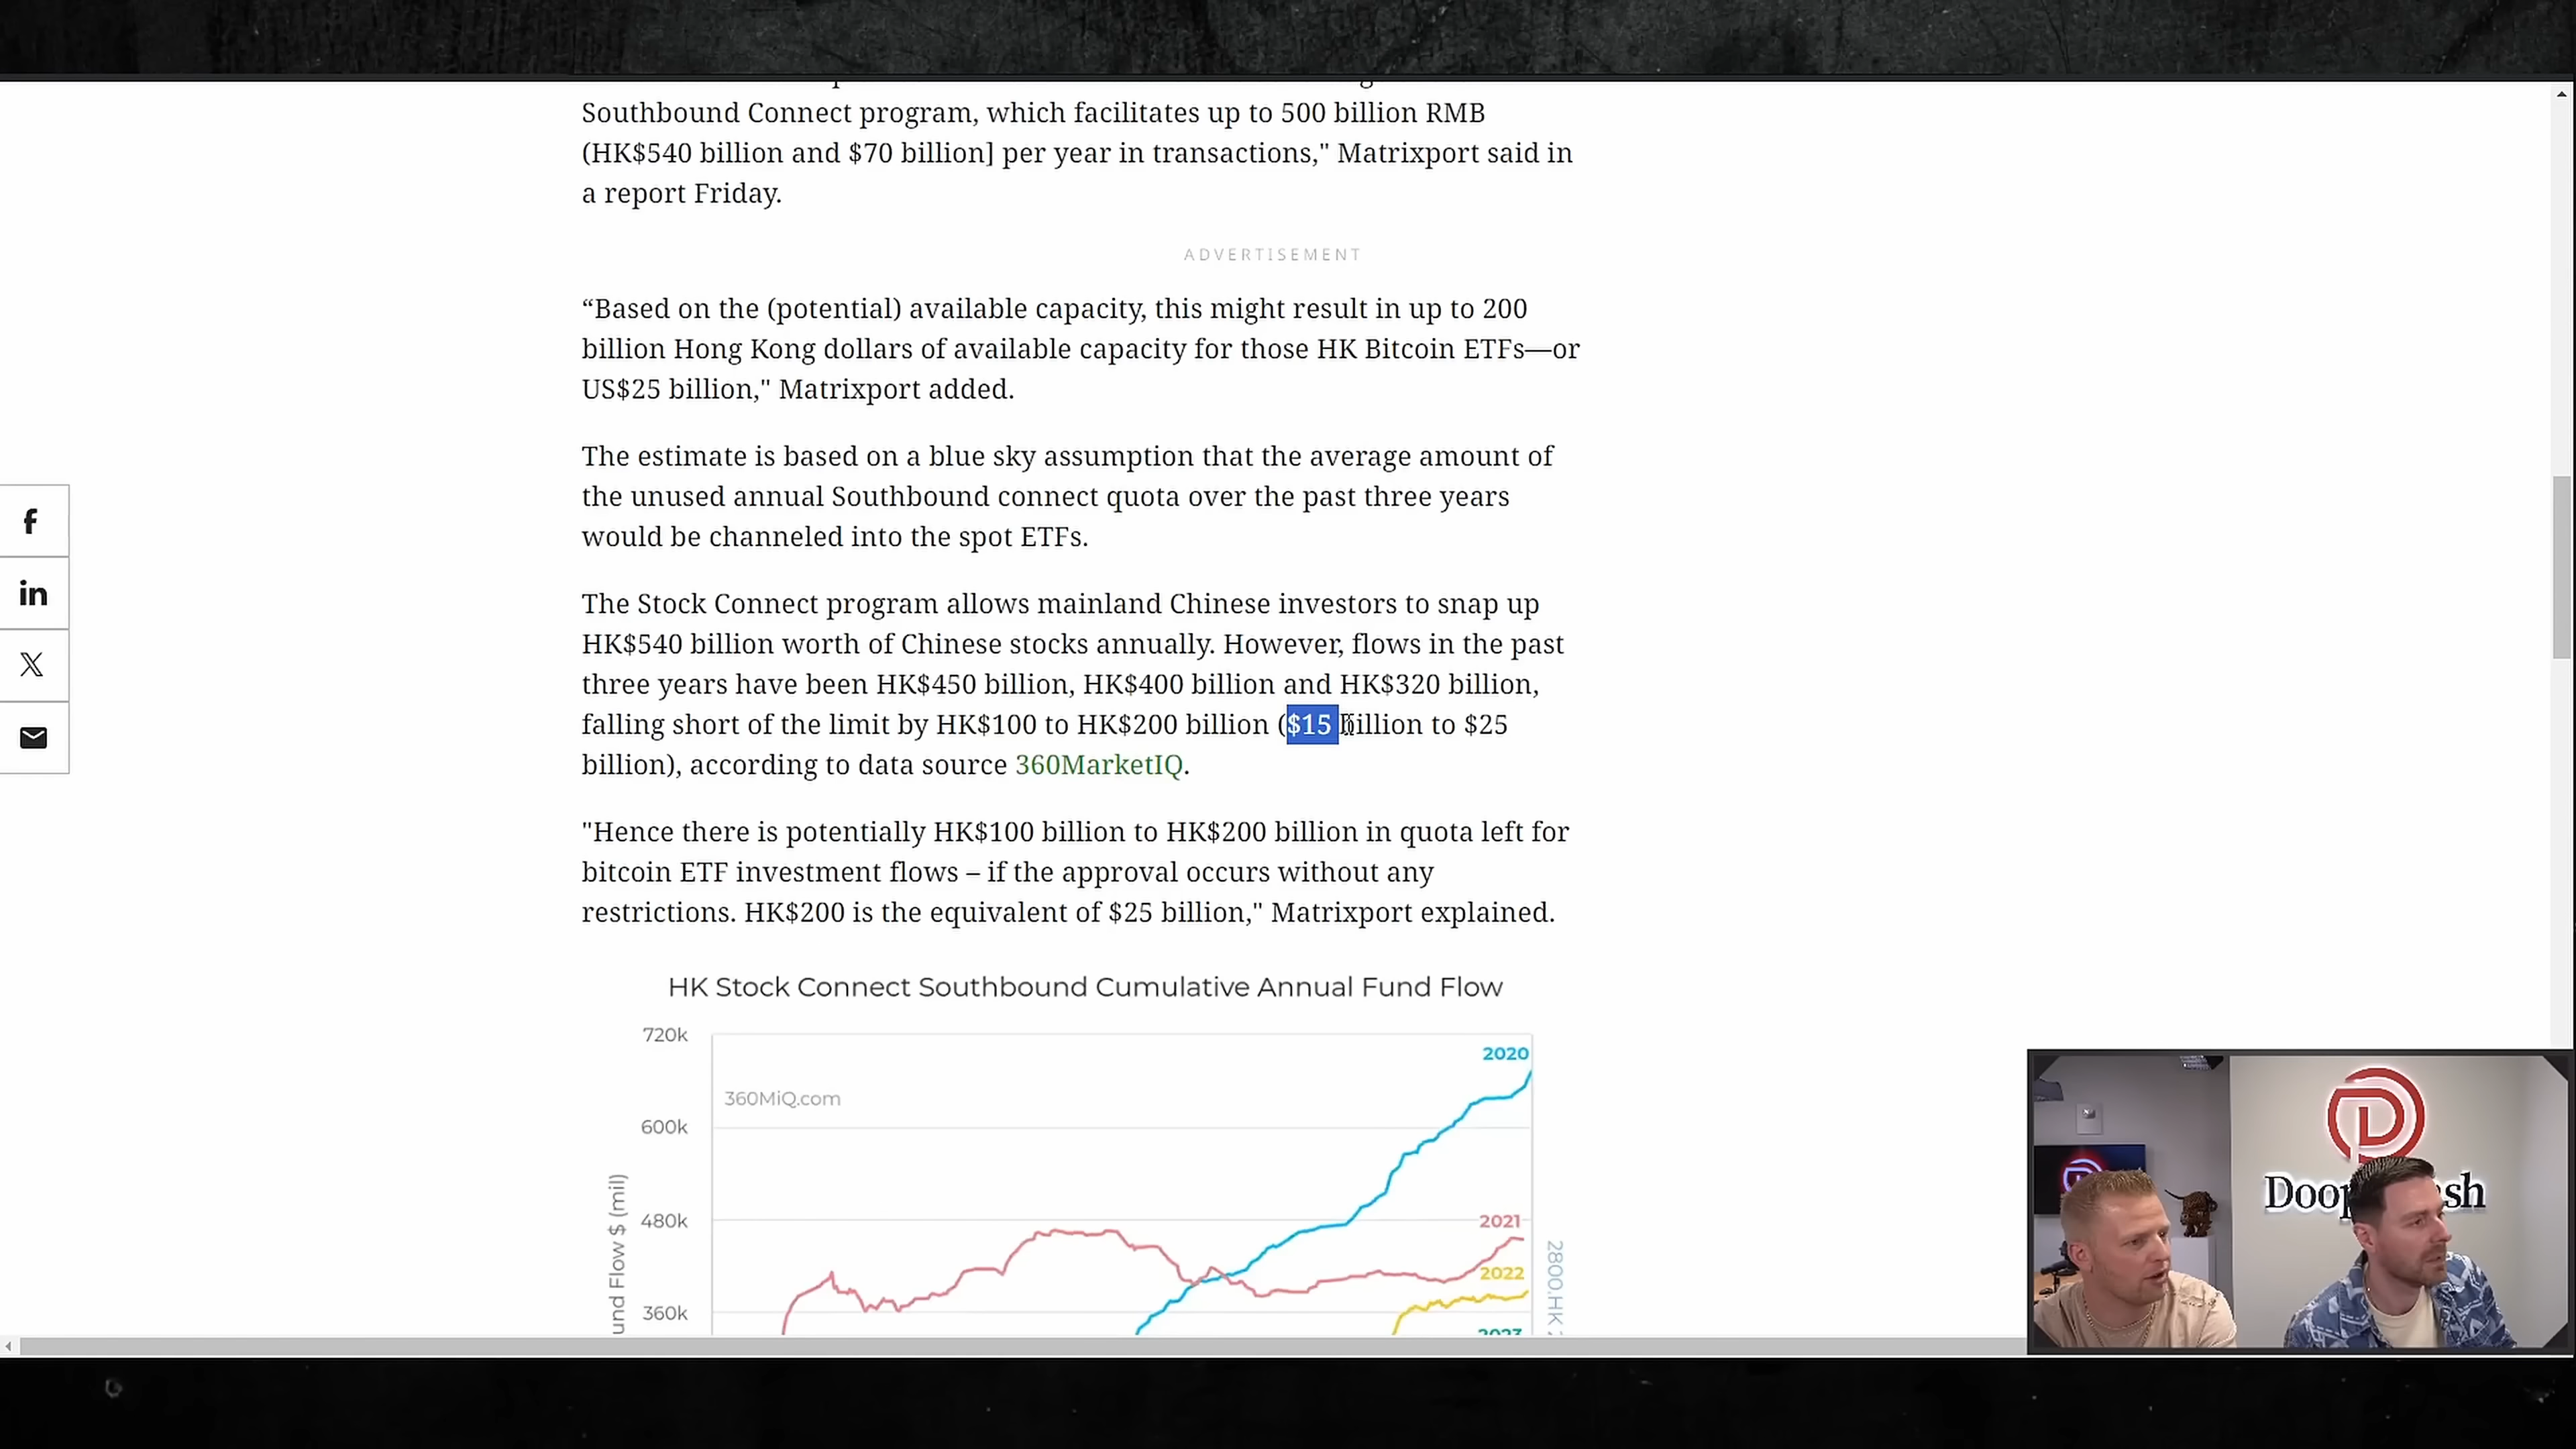 Southbound Connect program, which facilitates up to 500 billion RMB
(HK$540 billion and $70 billion] per year in transactions," Matrixport said in
a report Friday.
ADVERTISEMENT
“Based on the (potential) available capacity, this might result in up to 200
billion Hong Kong dollars of available capacity for those HK Bitcoin ETFs—or
US$25 billion," Matrixport added.
The estimate is based on a blue sky assumption that the average amount of
the unused annual Southbound connect quota over the past three years
would be channeled into the spot ETFs.
The Stock Connect program allows mainland Chinese investors to snap up
HK$540 billion worth of Chinese stocks annually. However, flows in the past
three years have been HK$450 billion, HK$400 billion and HK$320 billion,
falling short of the limit by HK$100 to HK$200 billion ($15 billion to $25
billion), according to data source 360MarketIQ.
"Hence there is potentially HK$100 billion to HK$200 billion in quota left for
bitcoin ETF investment flows – if the approval occurs without any
restrictions. HK$200 is the equivalent of $25 billion," Matrixport explained.
HK Stock Connect Southbound Cumulative Annual Fund Flow
720k
2020
360MiQ.com
600k
480k
2021
2022
360k
2023
und Flow $ (mil)
2800.HK